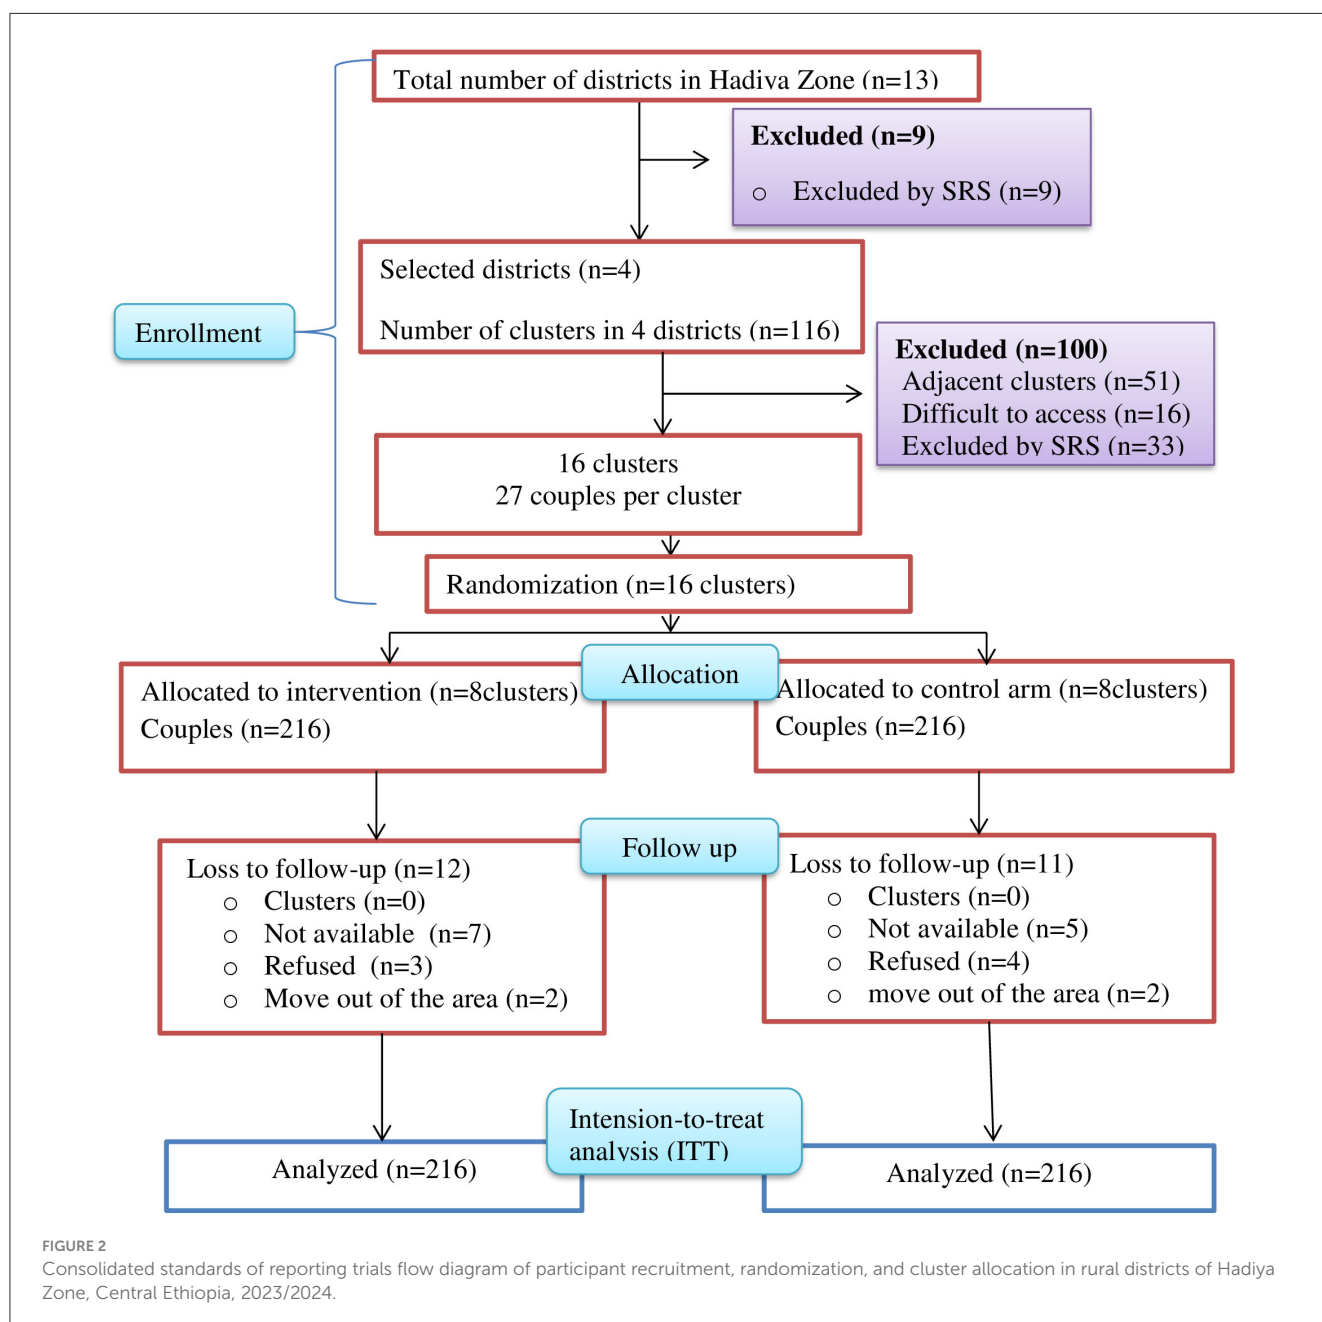 Total number of districts in Hadiya Zone (n=13)
Excluded (n=9)
o Excluded by SRS (n=9)
Selected districts (n=4)
Number of clusters in 4 districts (n=116)
Enrollment
Excluded (n=100)
Adjacent clusters (n=51)
Difficult to access (n=16)
Excluded by SRS (n=33)
16 clusters
27 couples per cluster
Randomization (n=16 clusters)
Allocation
Allocated to intervention (n=8clusters)
Couples (n=216)
Allocated to control arm (n=8clusters)
Couples (n=216)
Follow up
Loss to follow-up (n=12)
o Clusters (n=0)
o Not available (n=7)
o Refused (n=3)
o Move out of the area (n=2)
Loss to follow-up (n=11)
o Clusters (n=0)
o Not available (n=5)
o Refused (n=4)
o move out of the area (n=2)
Intension-to-treat
analysis (ITT)
Analyzed (n=216)
Analyzed (n=216)
FIGURE 2
Consolidated standards of reporting trials flow diagram of participant recruitment, randomization, and cluster allocation in rural districts of Hadiya
Zone, Central Ethiopia, 2023/2024.